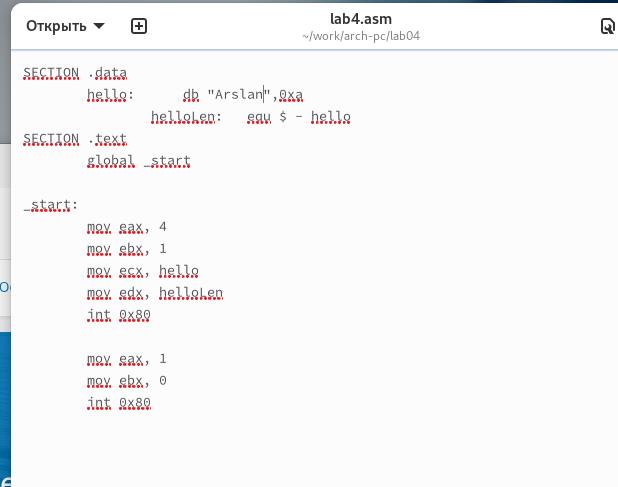 Открыть
lab4.asm
~/work/arch-pc/lab04
SECTION .data
hello: db "Arslan",0xa
helloLen: equ $ - hello
SECTION .text
global _start
_start:
mov eax, 4
mov ebx, 1
mov ecx, hello
mov edx, helloLen
int 0x80
mov eax, 1
mov ebx, 0
int 0x80